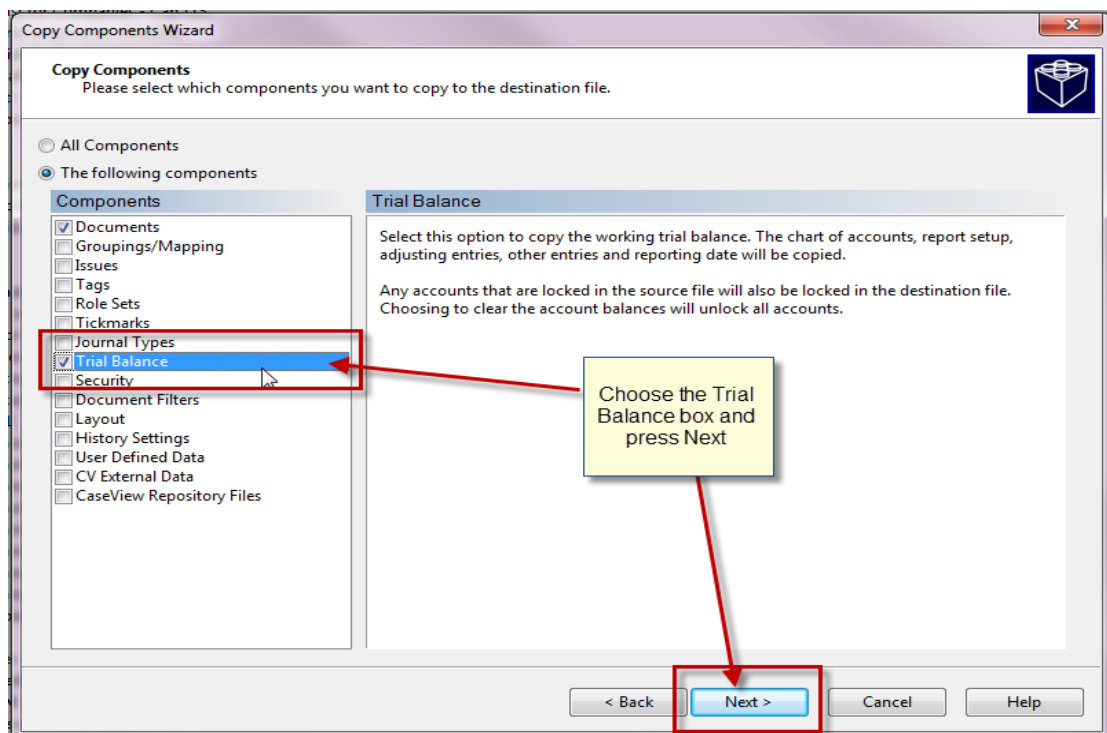 Copy Components Wizard
Copy Components
Please select which components you want to copy to the destination file.
All Components
The following components
Components
Documents
Groupings/Mapping
Issues
Tags
Role Sets
Tickmarks
Journal Types
Trial Balance
Security
Document Filters
Layout
History Settings
User Defined Data
CV External Data
CaseView Repository Files
Trial Balance
Select this option to copy the working trial balance. The chart of accounts, report setup,
adjusting entries, other entries and reporting date will be copied.
Any accounts that are locked in the source file will also be locked in the destination file.
Choosing to clear the account balances will unlock all accounts.
Choose the Trial
Balance box and
press Next
< Back
Next >
Cancel
Help